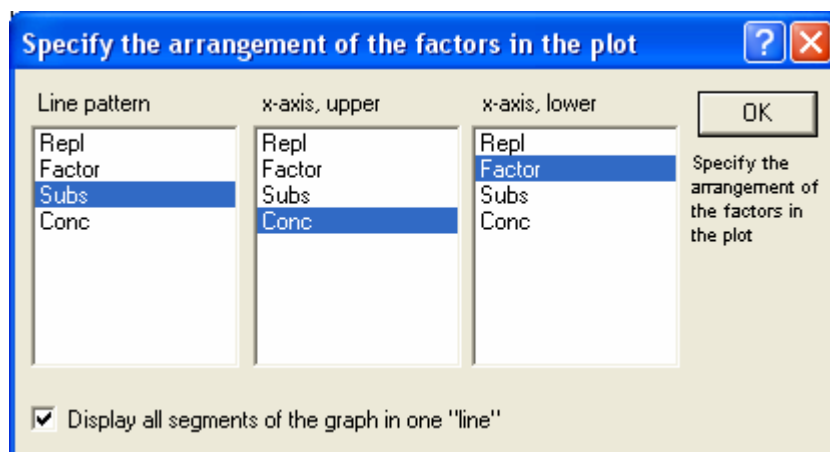 Specify the arrangement of the factors in the plot
Line pattern
Repl
Factor
Subs
Conc
x-axis, upper
Repl
Factor
Subs
Conc
x-axis, lower
Repl
Factor
Subs
Conc
OK
Specify the
arrangement of
the factors in
the plot
Display all segments of the graph in one "line"